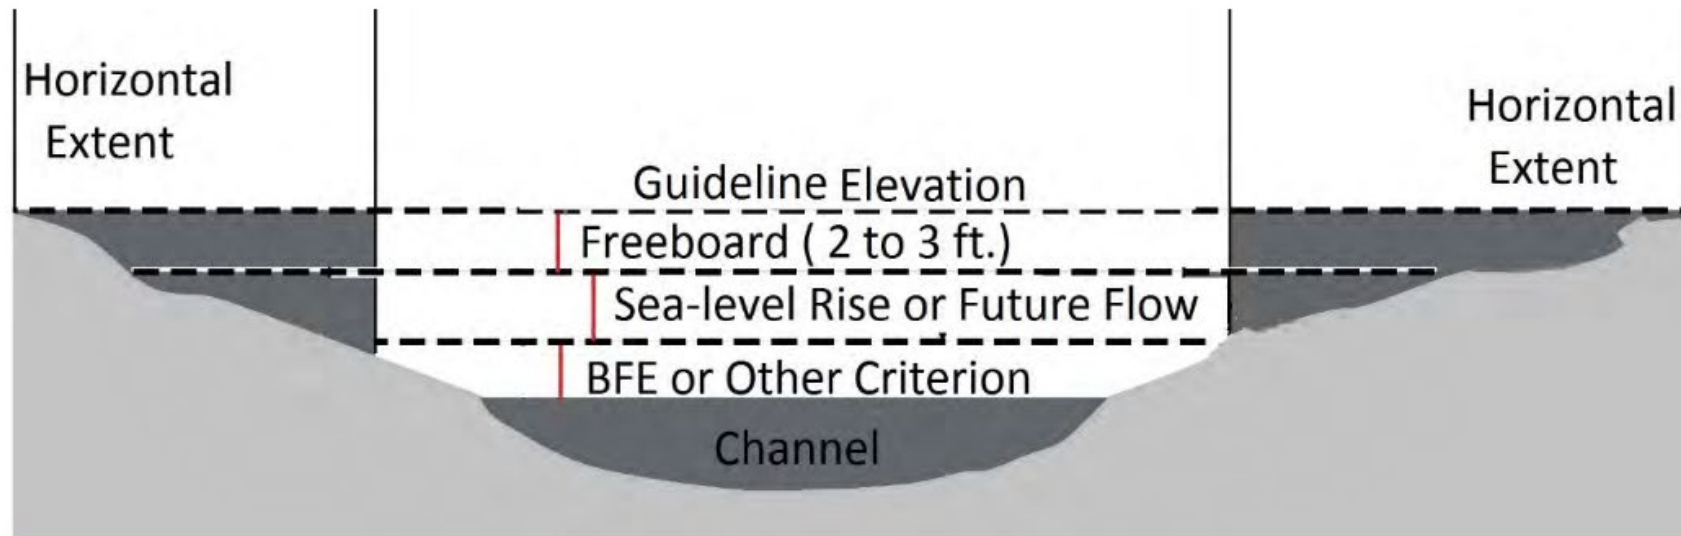 Horizontal
Extent
Horizontal
Extent
Guideline Elevation
Freeboard ( 2 to 3 ft.)
Sea-level Rise or Future Flow
BFE or Other Criterion
Channel